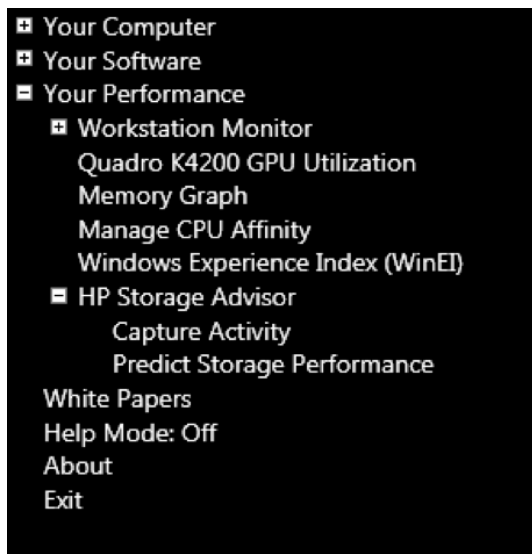 Your Computer
Your Software
Your Performance
Workstation Monitor
Quadro K4200 GPU Utilization
Memory Graph
Manage CPU Affinity
Windows Experience Index (WinEI)
HP Storage Advisor
Capture Activity
Predict Storage Performance
White Papers
Help Mode: Off
About
Exit